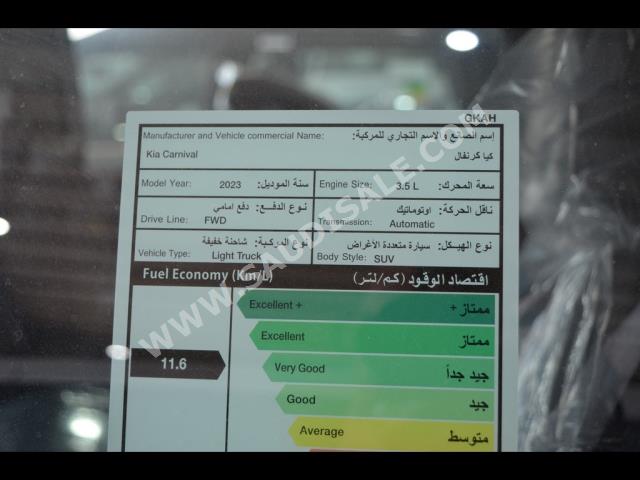 GKAH
Manufacturer and Vehicle commercial Name: إسم الصانع والاسم التجاري للمركبة:
Kia Carnival كيا كرنفال
Model Year: 2023 سنة الموديل: Engine Size: 3.5 L سعة المحرك:
نوع الدفع: دفع امامي ناقل الحركة: اوتوماتيك
Drive Line: FWD Transmission: Automatic
نوع المركبة: شاحنة خفيفة نوع الهيكل: سيارة متعددة الأغراض
Vehicle Type: Light Truck Body Style: SUV
Fuel Economy (Km/L) اقتصاد الوقود (كم/لتر)
Excellent + ممتاز +
Excellent ممتاز
11.6 Very Good جيد جداً
Good جيد
Average متوسط
WWW.SAUDISALE.COM